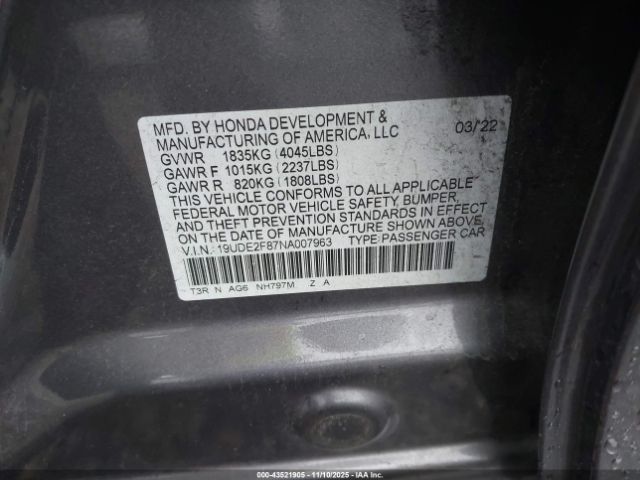 MFD. BY HONDA DEVELOPMENT &
MANUFACTURING OF AMERICA, LLC 03/22
GVWR 1835KG (4045LBS)
GAWR F 1015KG (2237LBS)
GAWR R 820KG (1808LBS)
THIS VEHICLE CONFORMS TO ALL APPLICABLE
FEDERAL MOTOR VEHICLE SAFETY, BUMPER,
AND THEFT PREVENTION STANDARDS IN EFFECT
ON THE DATE OF MANUFACTURE SHOWN ABOVE.
V.I.N. 19UDE2F87NA007963 TYPE: PASSENGER CAR
T3R N AG6 NH797M Z A
000-43521905 - 11/10/2025 - IAA Inc.